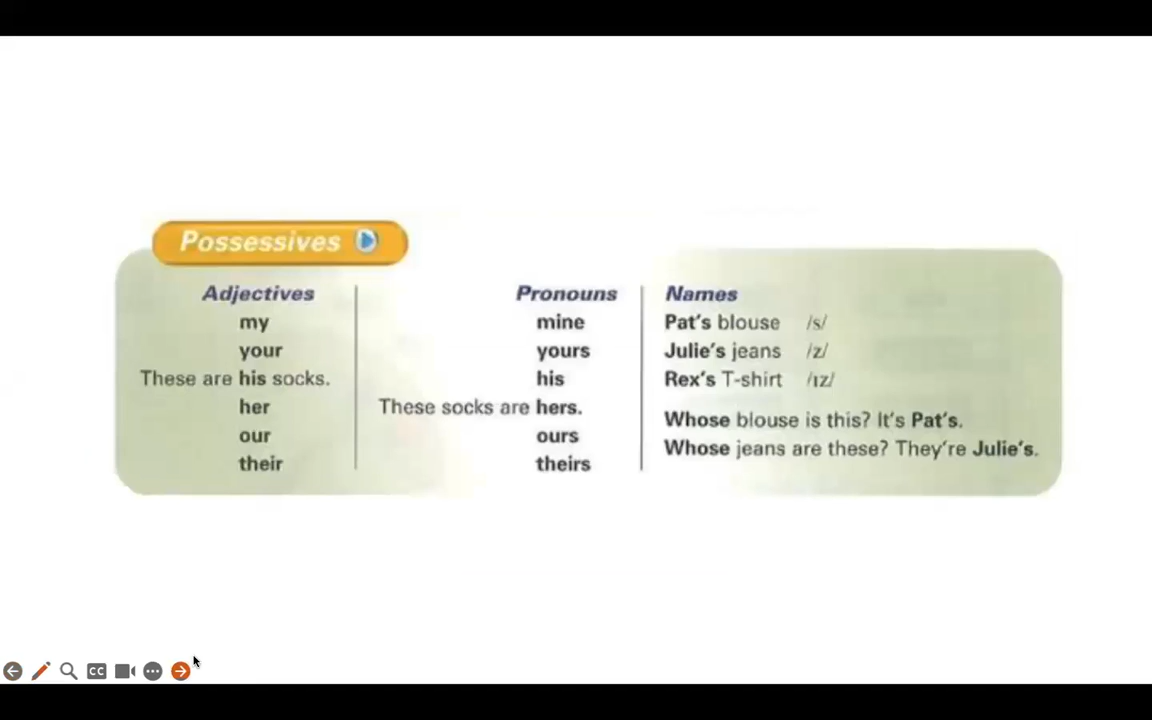 Possessives
Adjectives
my
your
These are his socks.
her
our
their
Pronouns
mine
yours
his
These socks are hers.
ours
theirs
Names
Pat's blouse /s/
Julie's jeans /z/
Rex's T-shirt /ɪz/
Whose blouse is this? It's Pat's.
Whose jeans are these? They're Julie's.
CC